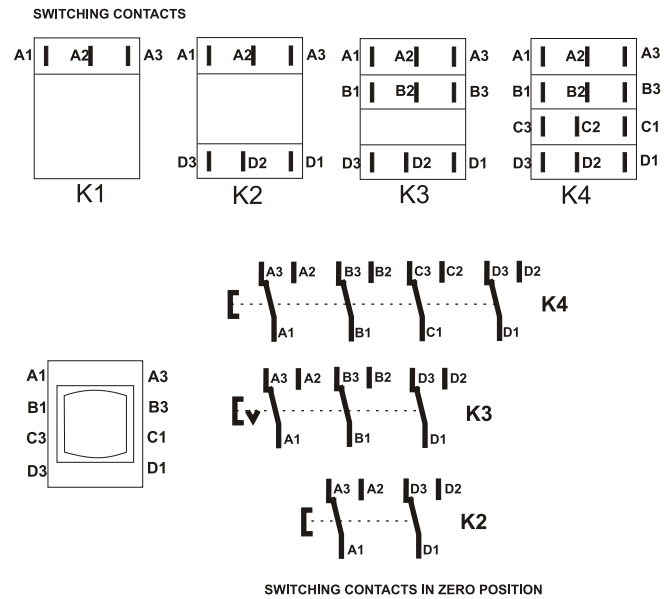 SWITCHING CONTACTS
A1 A2 A3 A1 A2 A3 A1 A2 A3 A1 A2 A3
B1 B2 B3 B1 B2 B3
C3 C2 C1
D3 D2 D1 D3 D2 D1 D3 D2 D1
K1 K2 K3 K4
A3 A2 B3 B2 C3 C2 D3 D2
K4
A1 B1 C1 D1
A1 A3
B1 B3
C3 C1
D3 D1
A3 A2 B3 B2 D3 D2
K3
A1 B1 D1
A3 A2 D3 D2
K2
A1 D1
SWITCHING CONTACTS IN ZERO POSITION